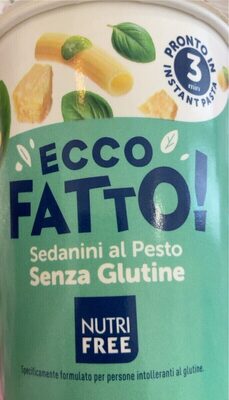 PRONTO IN
3
min
INSTANT PASTA
ECCO
FATTO!
Sedanini al Pesto
Senza Glutine
NUTRI
FREE
Specificamente formulato per persone intolleranti al glutine.